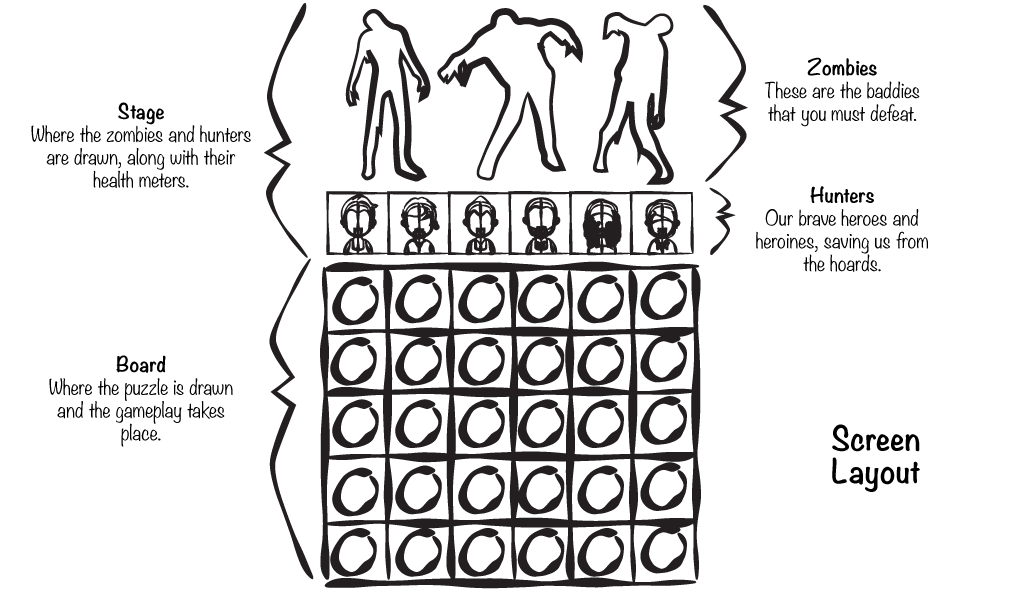 Stage
Where the zombies and hunters
are drawn, along with their
health meters.
Zombies
These are the baddies
that you must defeat.
Hunters
Our brave heroes and
heroines, saving us from
the hoards.
Board
Where the puzzle is drawn
and the gameplay takes
place.
Screen
Layout